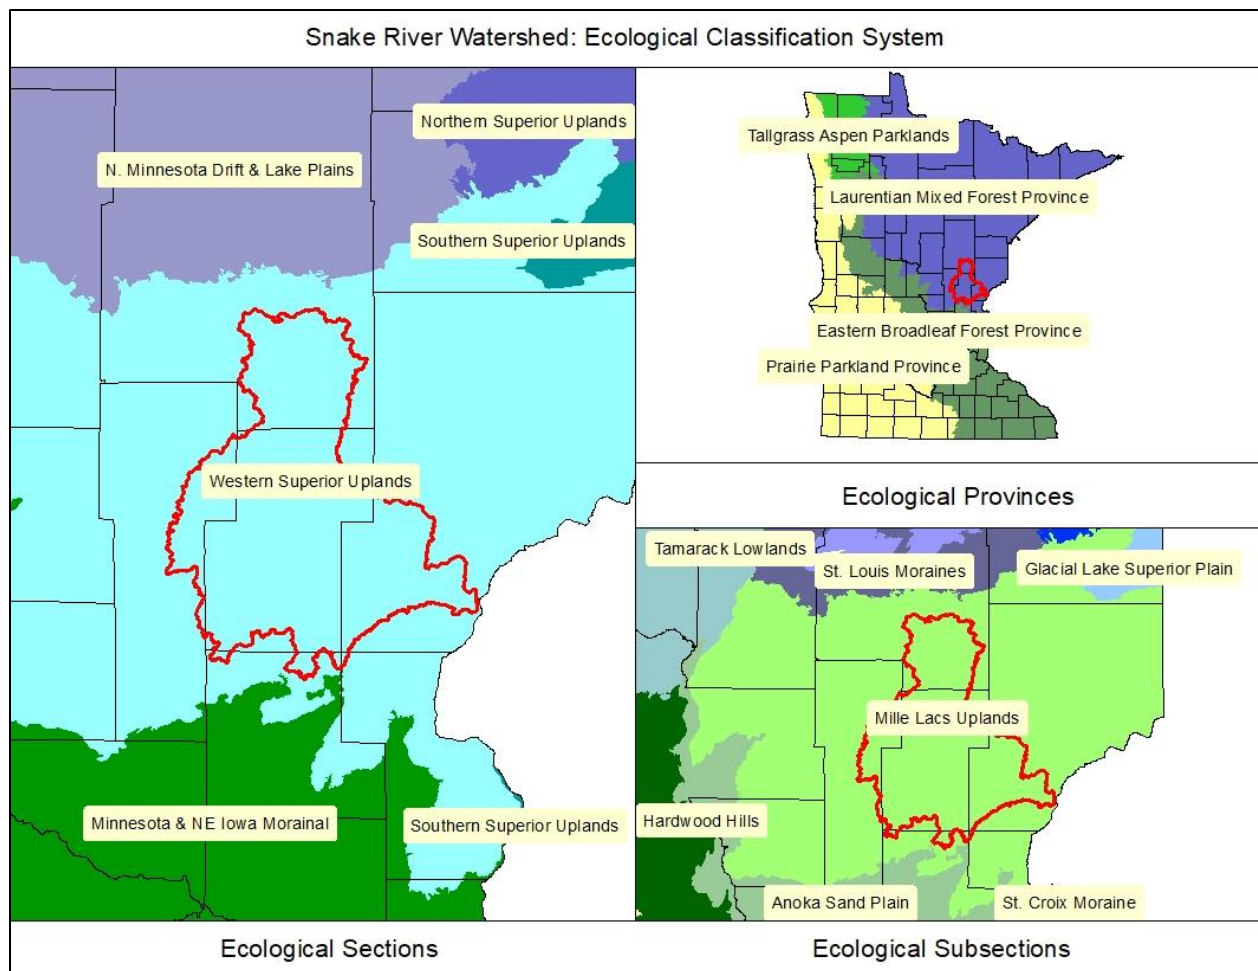 Snake River Watershed: Ecological Classification System
Northern Superior Uplands
N. Minnesota Drift & Lake Plains
Southern Superior Uplands
Western Superior Uplands
Minnesota & NE Iowa Morainal
Southern Superior Uplands
Ecological Sections
Tallgrass Aspen Parklands
Laurentian Mixed Forest Province
Eastern Broadleaf Forest Province
Prairie Parkland Province
Ecological Provinces
Tamarack Lowlands
St. Louis Moraines
Glacial Lake Superior Plain
Mille Lacs Uplands
Hardwood Hills
Anoka Sand Plain
St. Croix Moraine
Ecological Subsections